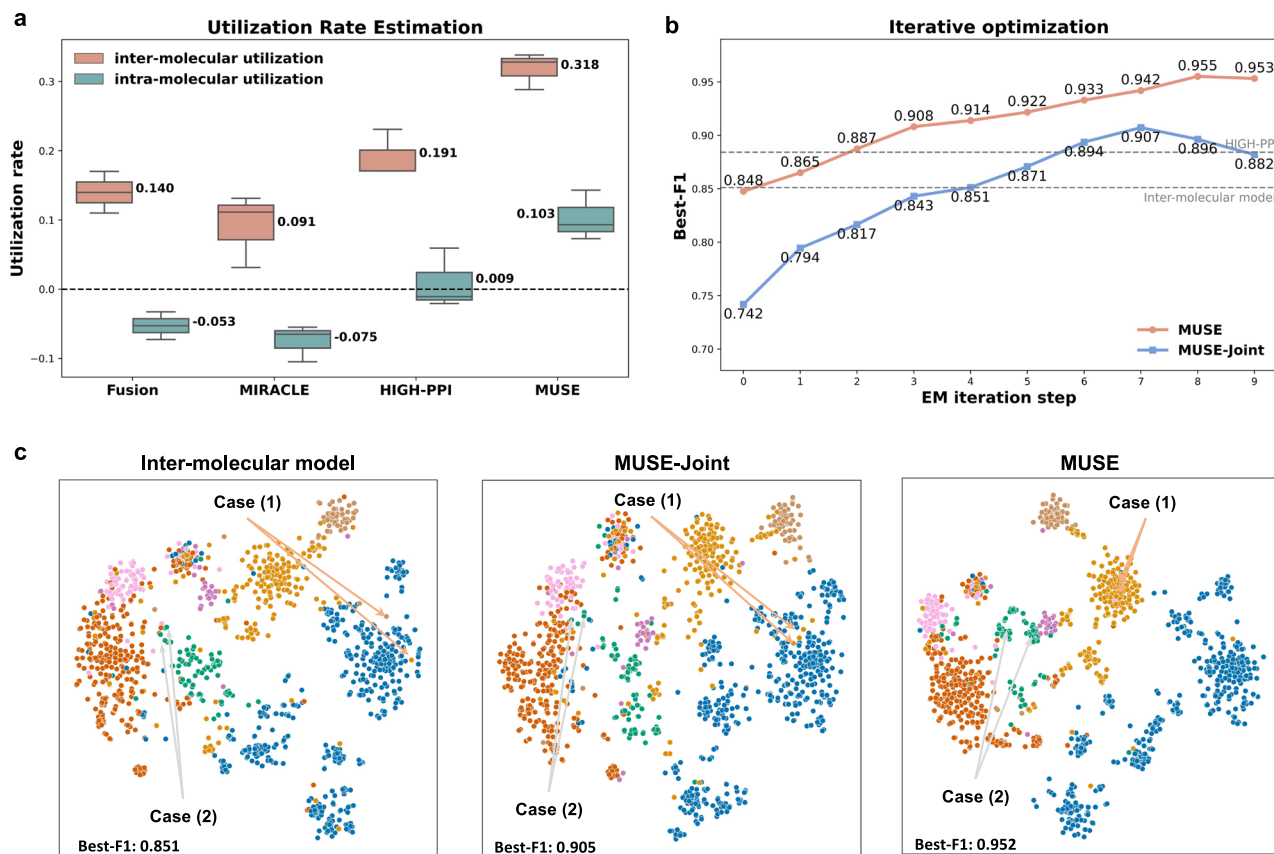 a
Utilization Rate Estimation
inter-molecular utilization
intra-molecular utilization
Utilization rate
0.3
0.2
0.1
0.0
−0.1
0.140
-0.053
0.091
-0.075
0.191
0.009
0.318
0.103
Fusion MIRACLE HIGH-PPI MUSE
b
Iterative optimization
Best-F1
0.95
0.90
0.85
0.80
0.75
0.70
0.848
0.865
0.887
0.908
0.914
0.922
0.933
0.942
0.955
0.953
0.742
0.794
0.817
0.843
0.851
0.871
0.894
0.907
0.896
0.882
HIGH-PPI
Inter-molecular model
MUSE
MUSE-Joint
0 1 2 3 4 5 6 7 8 9
EM iteration step
c
Inter-molecular model
Case (1)
Case (2)
Best-F1: 0.851
MUSE-Joint
Case (1)
Case (2)
Best-F1: 0.905
MUSE
Case (1)
Case (2)
Best-F1: 0.952